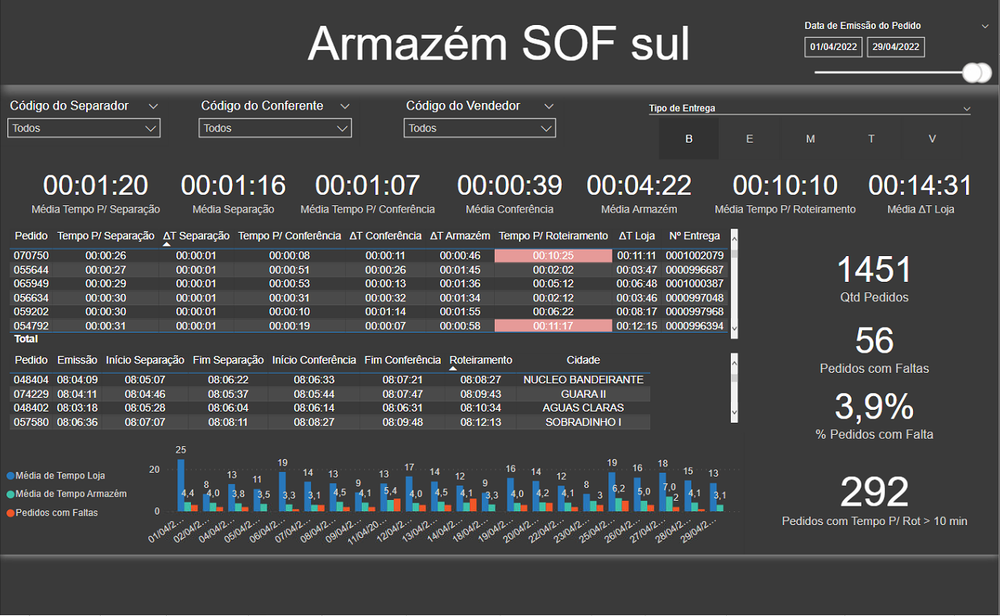 Armazém SOF sul
Data de Emissão do Pedido
01/04/2022 29/04/2022
Código do Separador Código do Conferente Código do Vendedor Tipo de Entrega
Todos Todos Todos
B E M T V
00:01:20 00:01:16 00:01:07 00:00:39 00:04:22 00:10:10 00:14:31
Média Tempo P/ Separação Média Separação Média Tempo P/ Conferência Média Conferência Média Armazém Média Tempo P/ Roteiramento Média ΔT Loja
Pedido Tempo P/ Separação ΔT Separação Tempo P/ Conferência ΔT Conferência ΔT Armazém Tempo P/ Roteiramento ΔT Loja Nº Entrega
070750 00:00:26 00:00:01 00:00:08 00:00:11 00:00:46 00:10:25 00:11:11 0001002079
055644 00:00:27 00:00:01 00:00:51 00:00:26 00:01:45 00:02:02 00:03:47 0000996687
065949 00:00:29 00:00:01 00:00:53 00:00:13 00:01:36 00:05:12 00:06:48 0001000387
056634 00:00:30 00:00:01 00:00:31 00:00:32 00:01:34 00:02:12 00:03:46 0000997048
059202 00:00:30 00:00:01 00:00:10 00:01:14 00:01:55 00:06:22 00:08:17 0000997968
054792 00:00:31 00:00:01 00:00:19 00:00:07 00:00:58 00:11:17 00:12:15 0000996394
Total
Pedido Emissão Início Separação Fim Separação Início Conferência Fim Conferência Roteiramento Cidade
048404 08:04:09 08:05:07 08:06:22 08:06:33 08:07:21 08:08:27 NUCLEO BANDEIRANTE
074229 08:04:11 08:04:46 08:05:37 08:05:44 08:07:47 08:09:43 GUARA II
048402 08:03:18 08:05:28 08:06:04 08:06:14 08:06:31 08:10:34 AGUAS CLARAS
057580 08:06:36 08:07:07 08:08:11 08:08:27 08:09:48 08:12:13 SOBRADINHO I
1451
Qtd Pedidos
56
Pedidos com Faltas
3,9%
% Pedidos com Falta
292
Pedidos com Tempo P/ Rot > 10 min
Média de Tempo Loja
Média de Tempo Armazém
Pedidos com Faltas
20
0
25 8 13 11 19 14 13 9 13 17 14 12 9 16 14 12 8 19 16 18 15 13
4,4 4,0 3,8 3,5 3,3 3,1 4,5 4,1 5,4 4,0 4,5 4,1 3,3 4,0 4,2 4,1 3 6,2 5,0 7,0 2 4,1 3,1
01/04/2... 02/04/2... 04/04/2... 05/04/2... 06/04/2... 07/04/2... 08/04/2... 09/04/2... 11/04/20... 12/04/2... 13/04/2... 14/04/2... 18/04/2... 19/04/2... 20/04/2... 22/04/2... 23/04/2... 25/04/2... 26/04/2... 27/04/2... 28/04/2... 29/04/2...